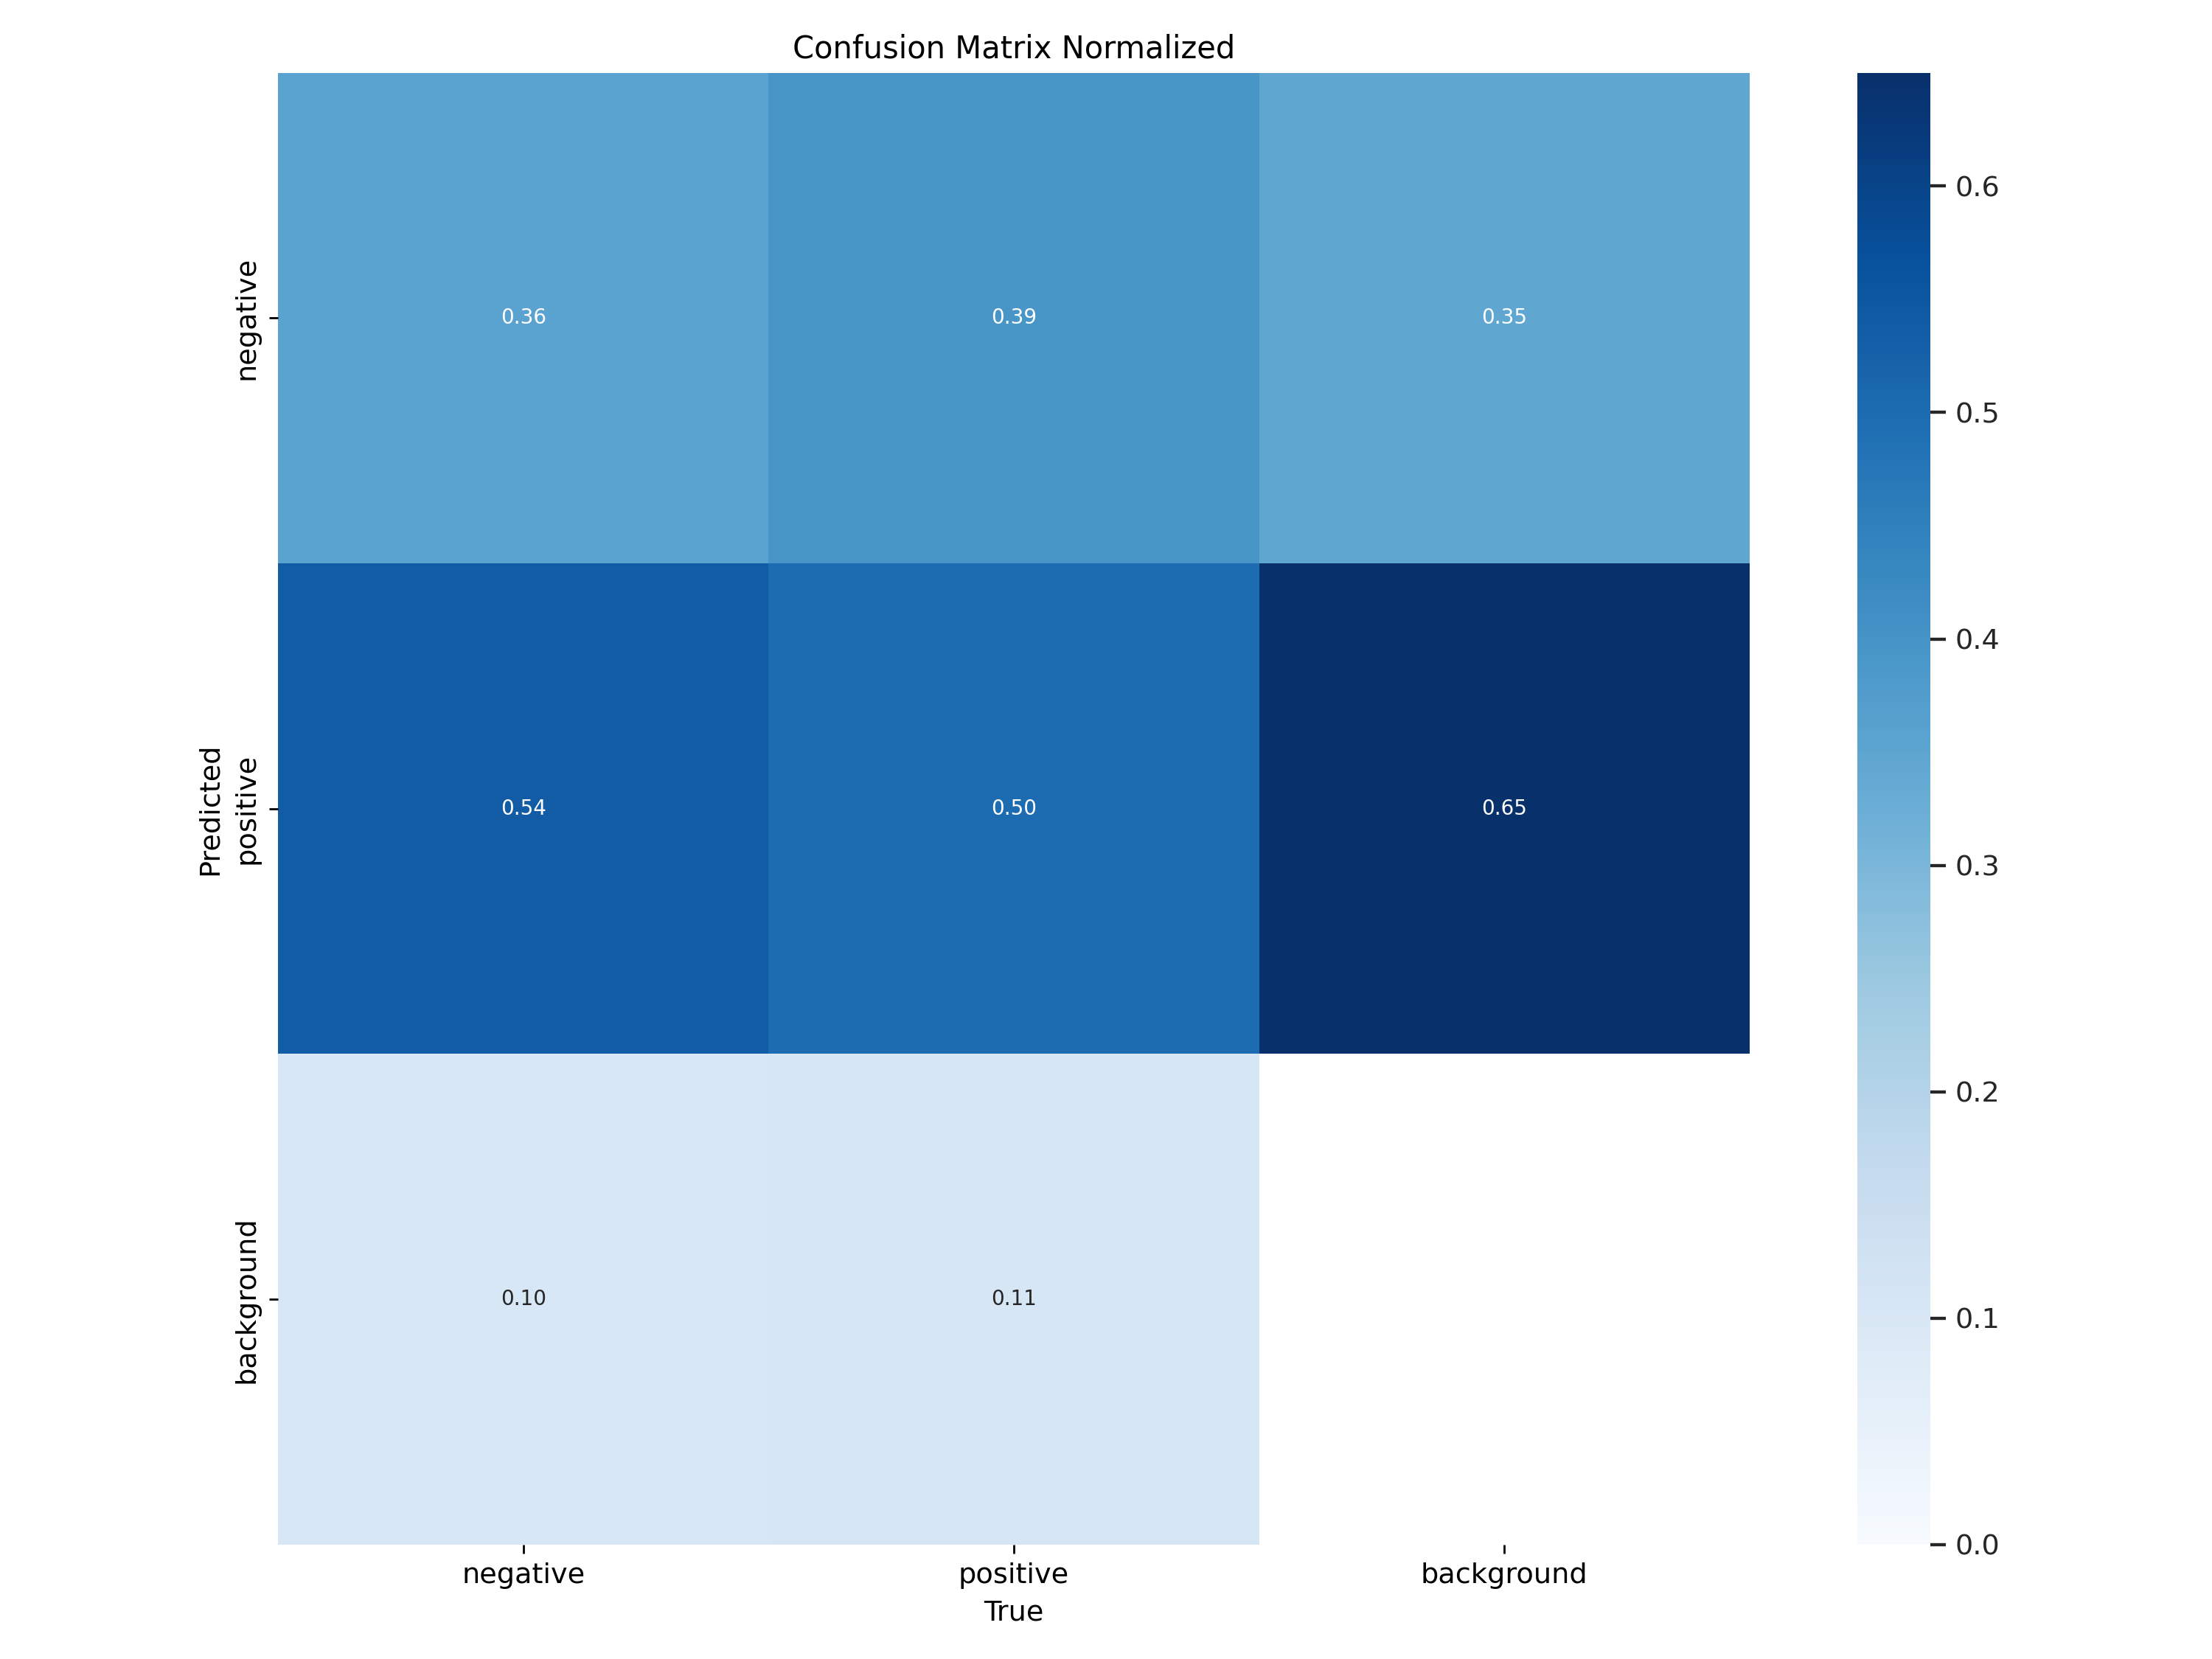 Confusion Matrix Normalized
negative
0.36
0.39
0.35
0.6
0.5
0.4
Predicted
positive
0.54
0.50
0.65
0.3
0.2
background
0.10
0.11
0.1
0.0
negative
positive
background
True